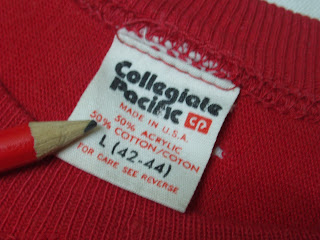 Collegiate
Pacific CP
MADE IN U.S.A.
50% ACRYLIC
50% COTTON/COTON
L (42-44)
FOR CARE SEE REVERSE